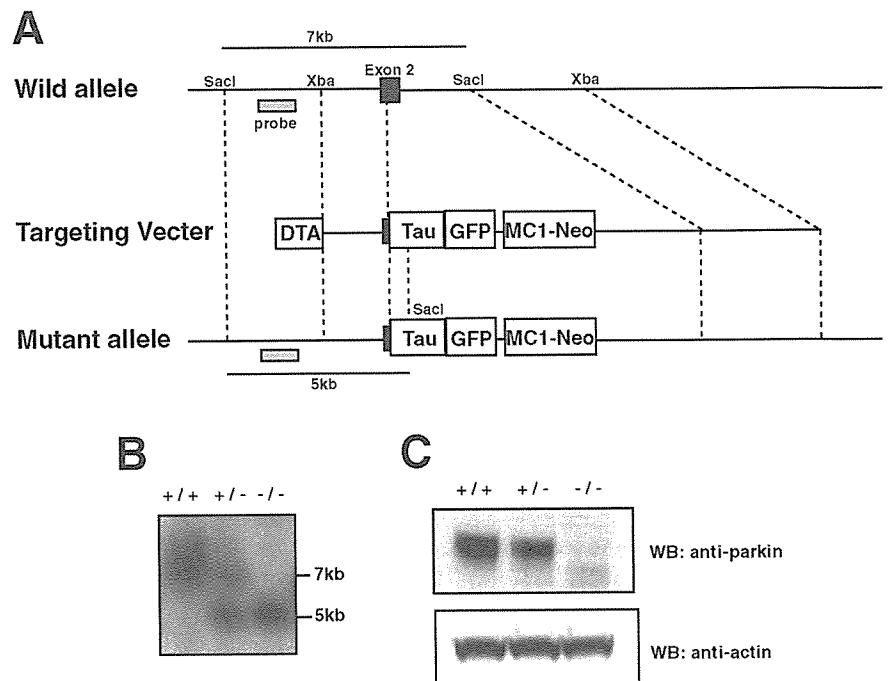 A
7kb
SacI Xba Exon 2 SacI Xba
Wild allele
probe
Targeting Vecter DTA Tau GFP MC1-Neo
SacI
Mutant allele Tau GFP MC1-Neo
5kb
B
+/+ +/- -/-
7kb
5kb
C
+/+ +/- -/-
WB: anti-parkin
WB: anti-actin